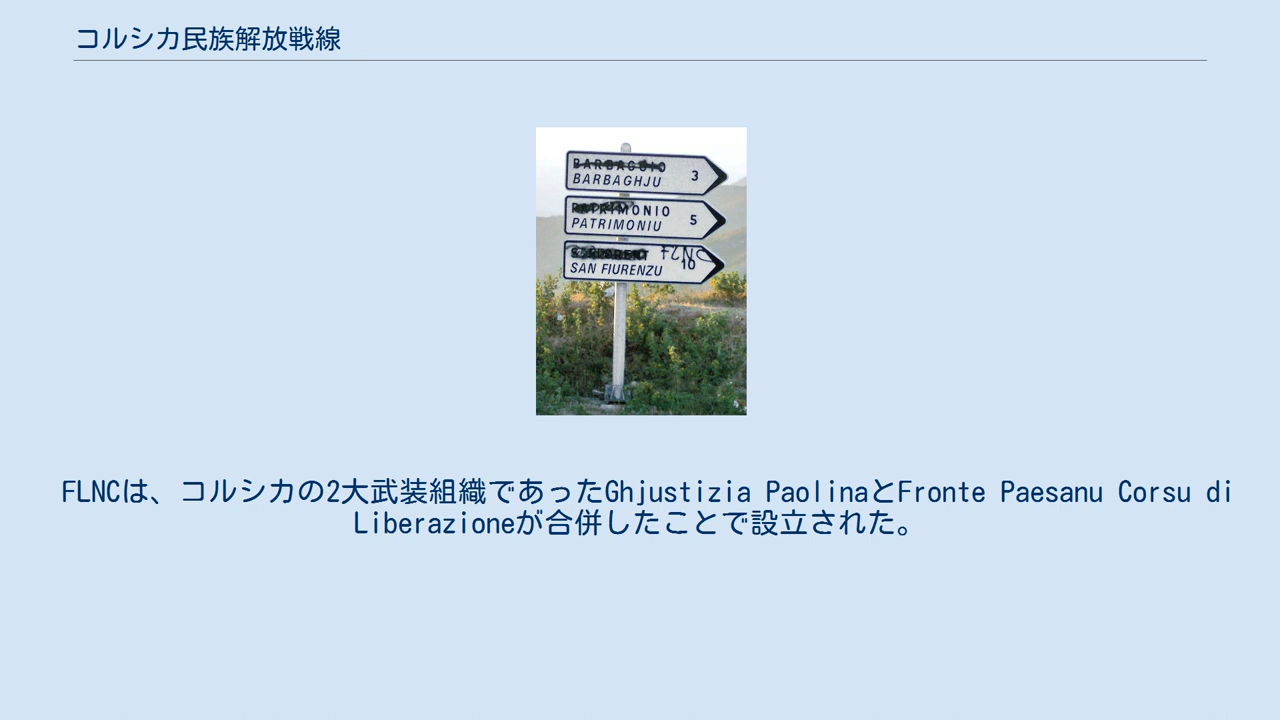 コルシカ民族解放戦線
BARBAGGIO 3
BARBAGHJU
PATRIMONIO 5
PATRIMONIU
FLNC
10
SAN FIURENZU
FLNCは、コルシカの2大武装組織であったGhjustizia PaolinaとFronte Paesanu Corsu di
Liberazioneが合併したことで設立された。